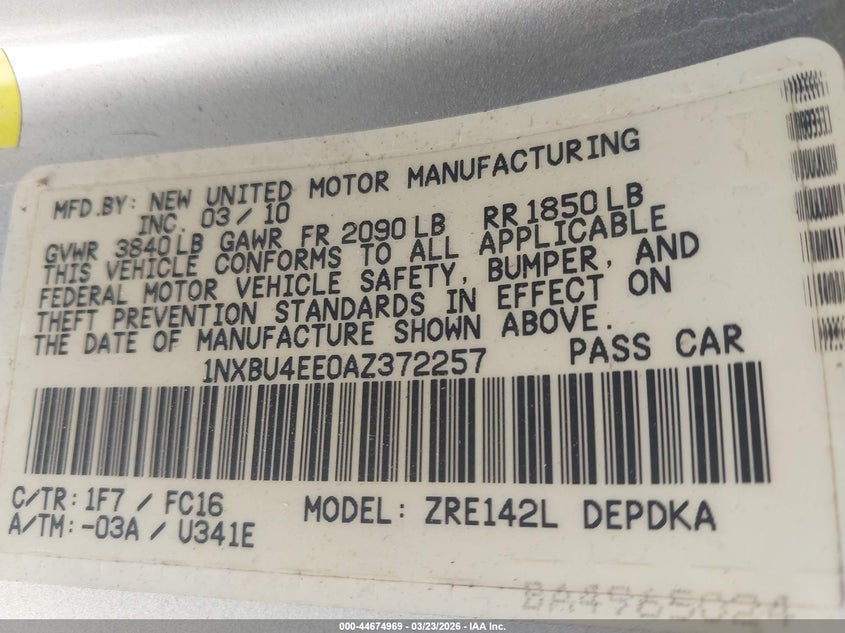 MFD.BY: NEW UNITED MOTOR MANUFACTURING
INC. 03 / 10
GVWR 3840LB GAWR FR 2090LB RR 1850LB
THIS VEHICLE CONFORMS TO ALL APPLICABLE
FEDERAL MOTOR VEHICLE SAFETY, BUMPER, AND
THEFT PREVENTION STANDARDS IN EFFECT ON
THE DATE OF MANUFACTURE SHOWN ABOVE.
1NXBU4EE0AZ372257 PASS CAR
C/TR: 1F7 / FC16
A/TM: -03A / U341E
MODEL: ZRE142L DEPDKA
BA4965024
000-44674969 - 03/23/2026 - IAA Inc.